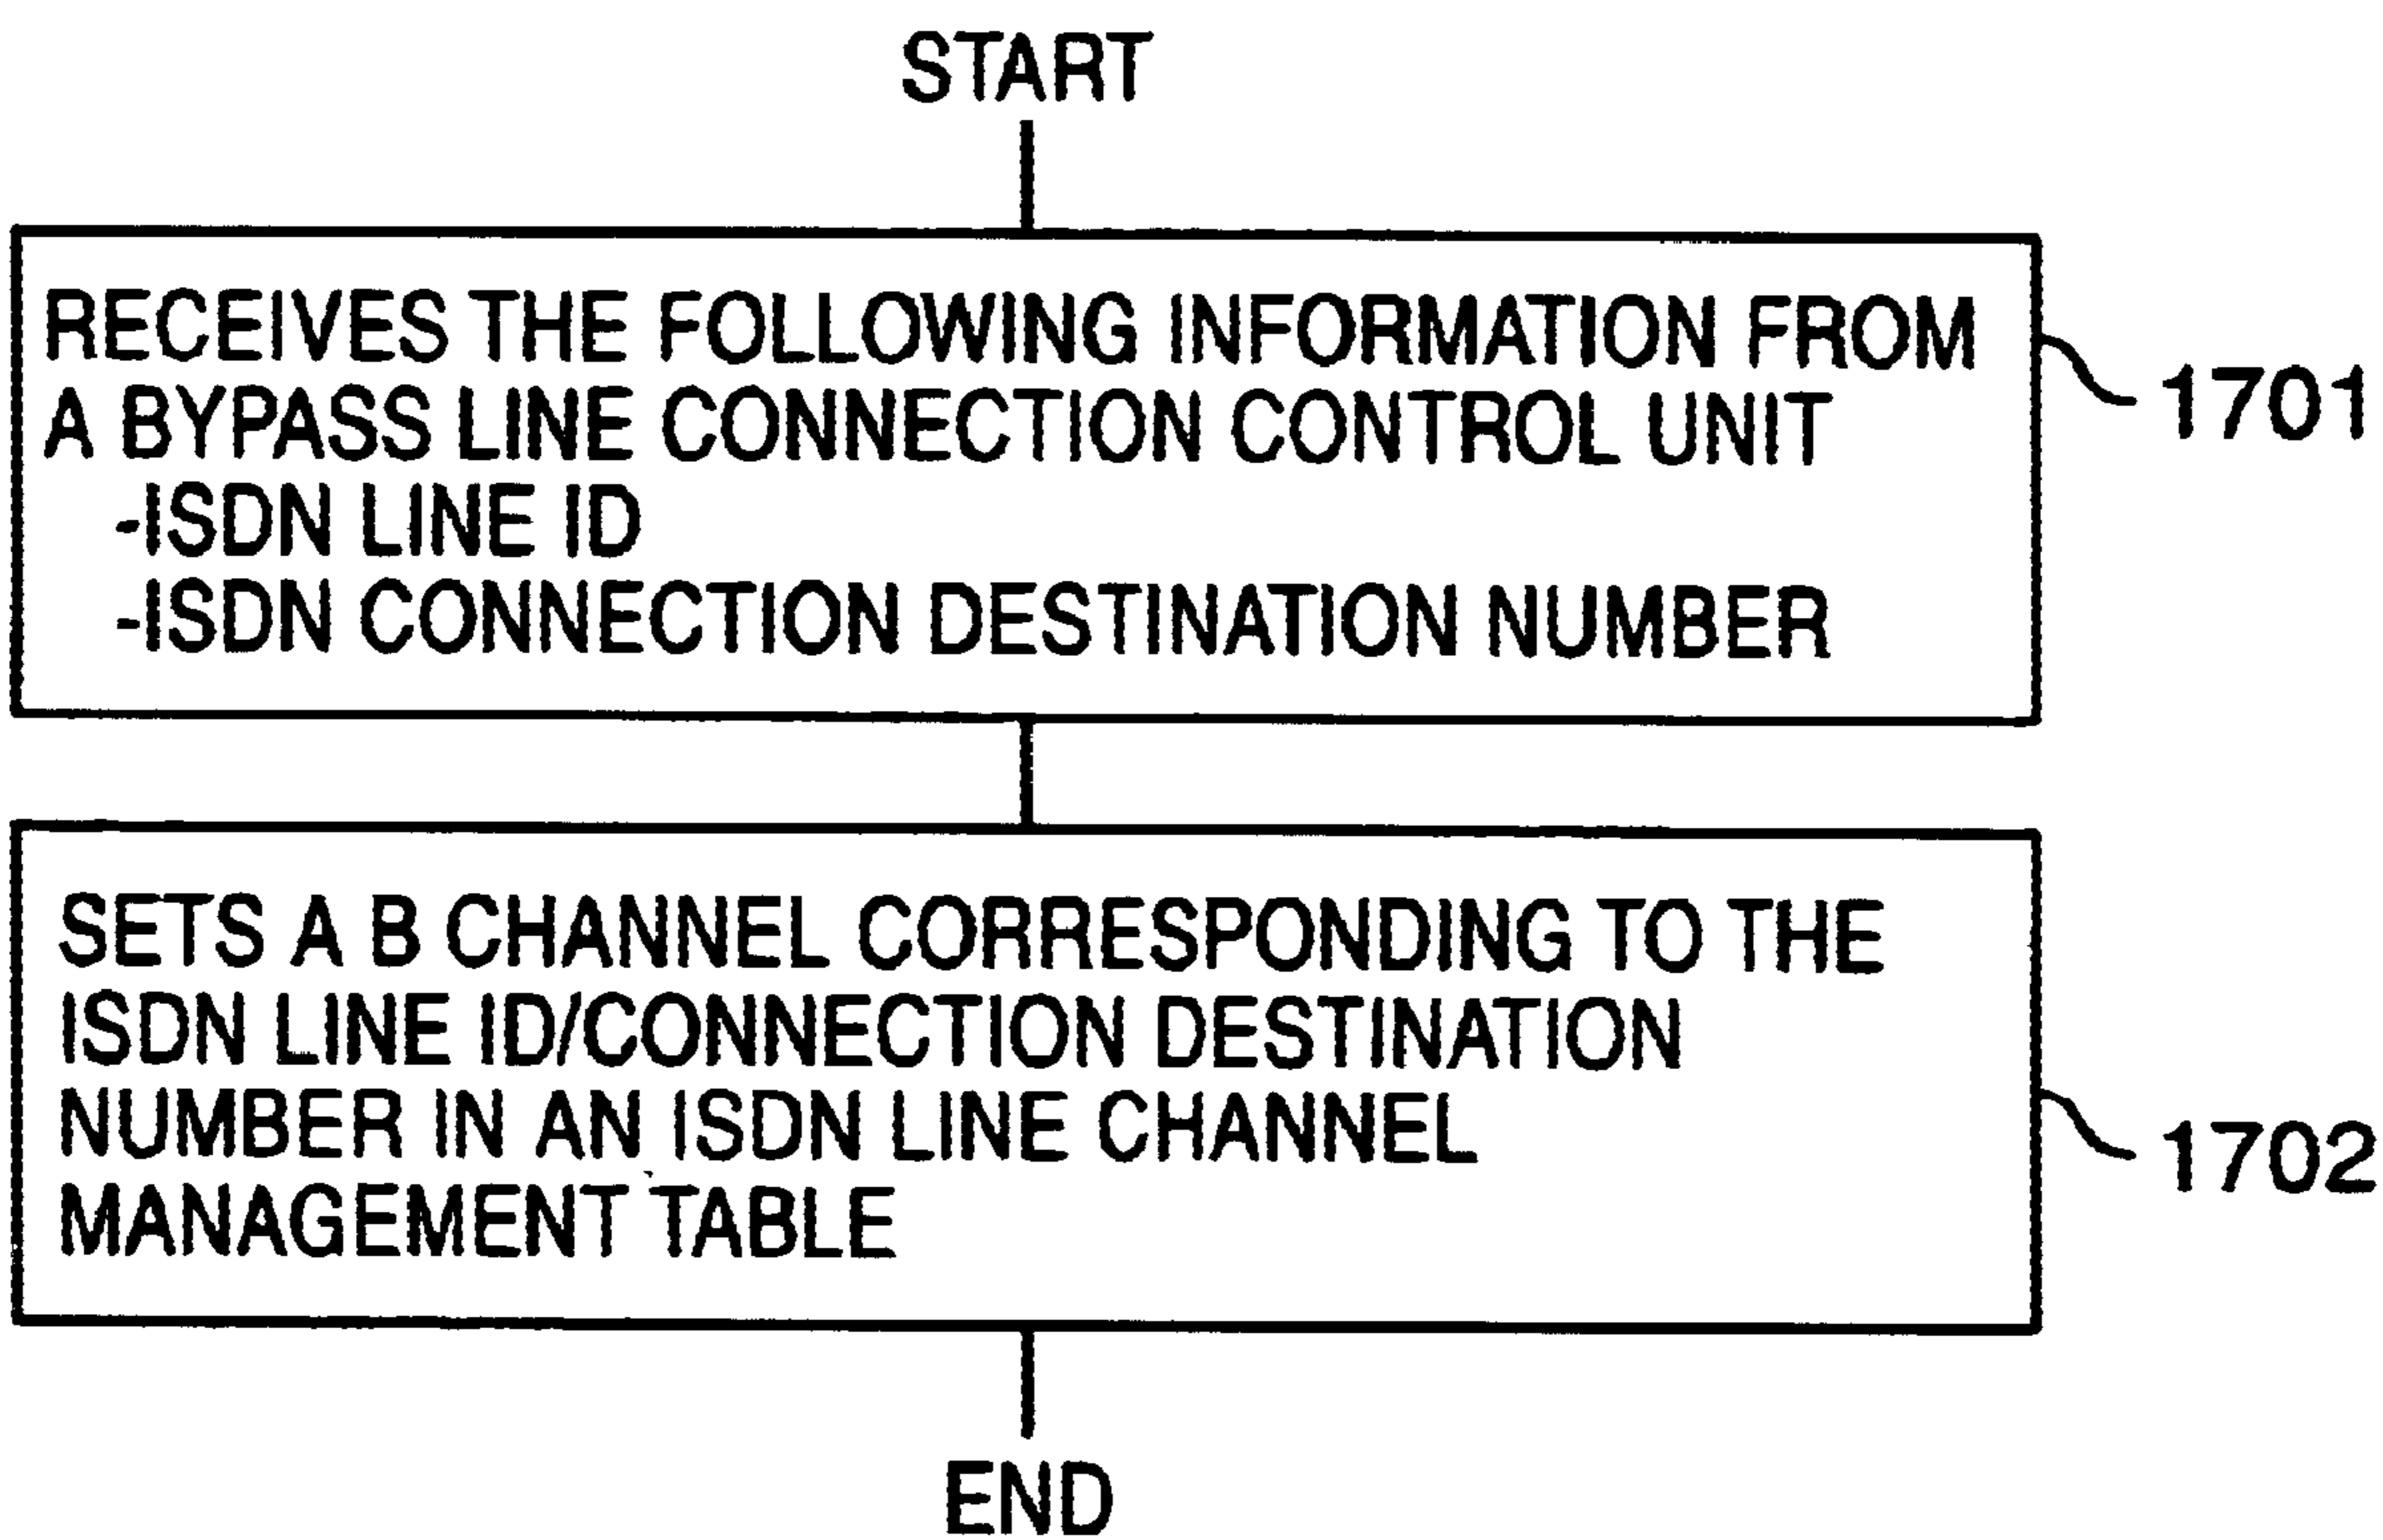 START
RECEIVES THE FOLLOWING INFORMATION FROM
A BYPASS LINE CONNECTION CONTROL UNIT
-ISDN LINE ID
-ISDN CONNECTION DESTINATION NUMBER
1701
SETS A B CHANNEL CORRESPONDING TO THE
ISDN LINE ID/CONNECTION DESTINATION
NUMBER IN AN ISDN LINE CHANNEL
MANAGEMENT TABLE
1702
END